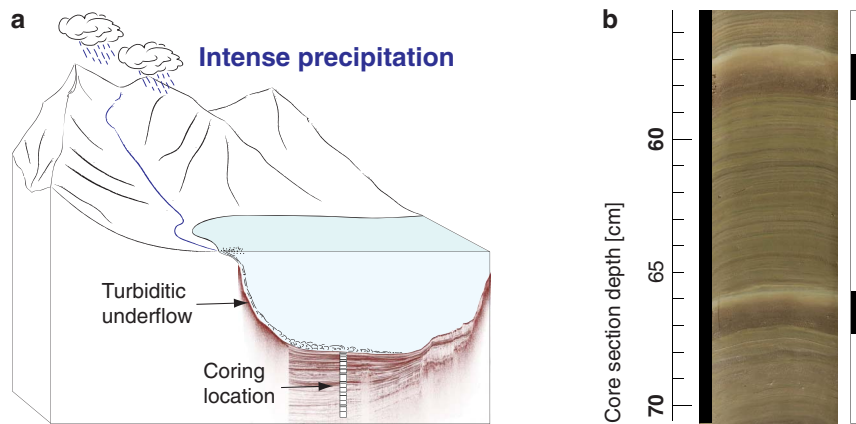 a
Intense precipitation
Turbiditic
underflow
Coring
location
b
Core section depth [cm]
60
65
70